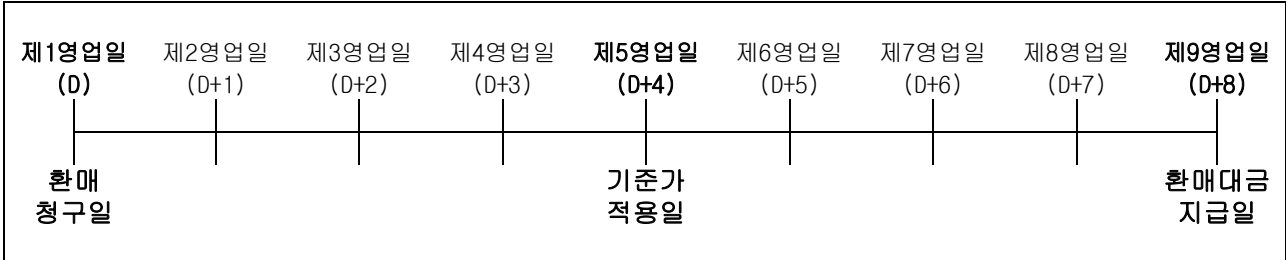 제1영업일 제2영업일 제3영업일 제4영업일 제5영업일 제6영업일 제7영업일 제8영업일 제9영업일
(D) (D+1) (D+2) (D+3) (D+4) (D+5) (D+6) (D+7) (D+8)
환매 기준가 환매대금
청구일 적용일 지급일